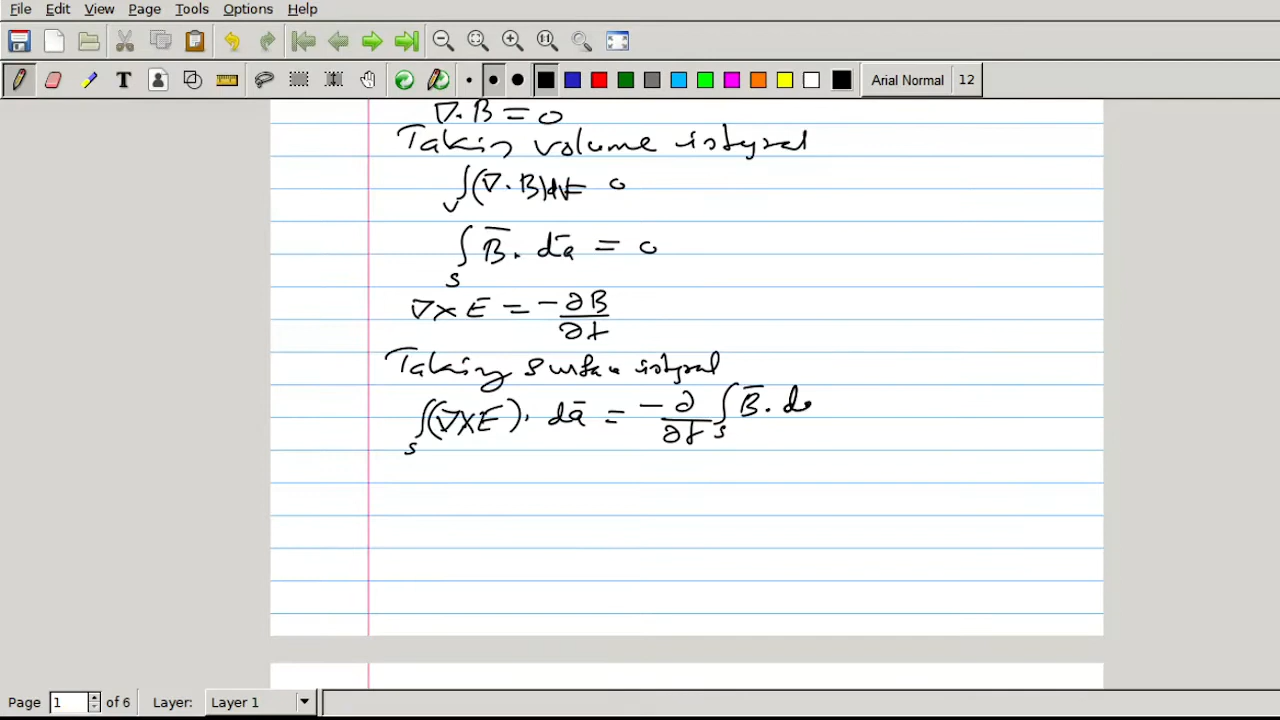 File Edit View Page Tools Options Help
Arial Normal 12
∇.B = 0
Taking volume integral
∫(∇.B)dV = 0
V
∫ B̄. dā = 0
S
∇×E = -∂B
∂t
Taking surface integral
∫(∇×E). dā = -∂ ∫ B̄. da
S ∂t S
Page 1 of 6 Layer: Layer 1